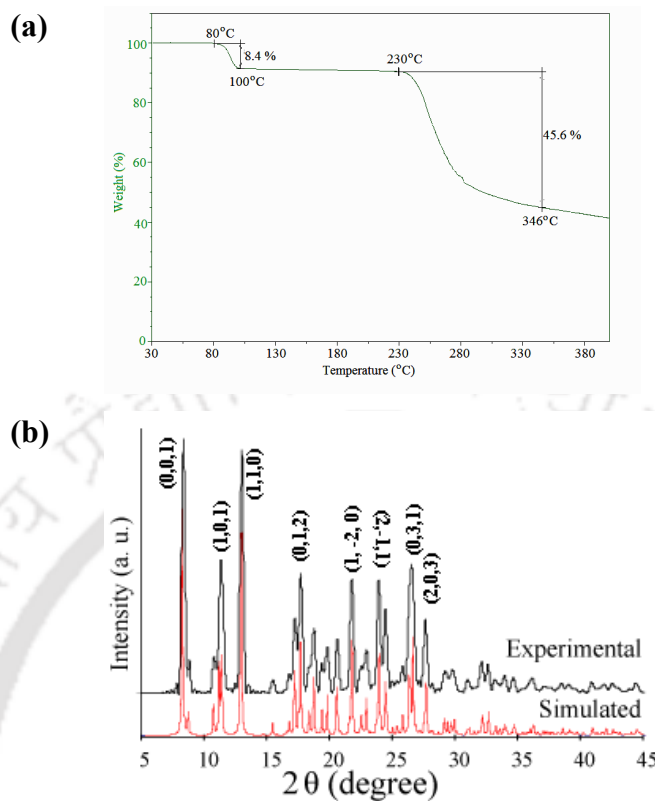 (a)
80°C
8.4 %
100°C
230°C
45.6 %
346°C
Weight (%)
100
80
60
40
20
0
30 80 130 180 230 280 330 380
Temperature (°C)
(b)
(0,0,1)
(1,0,1)
(1,1,0)
(0,1,2)
(1, -2, 0)
(2, -1,1)
(0,3,1)
(2,0,3)
Intensity (a. u.)
Experimental
Simulated
5 10 15 20 25 30 35 40 45
2 θ (degree)